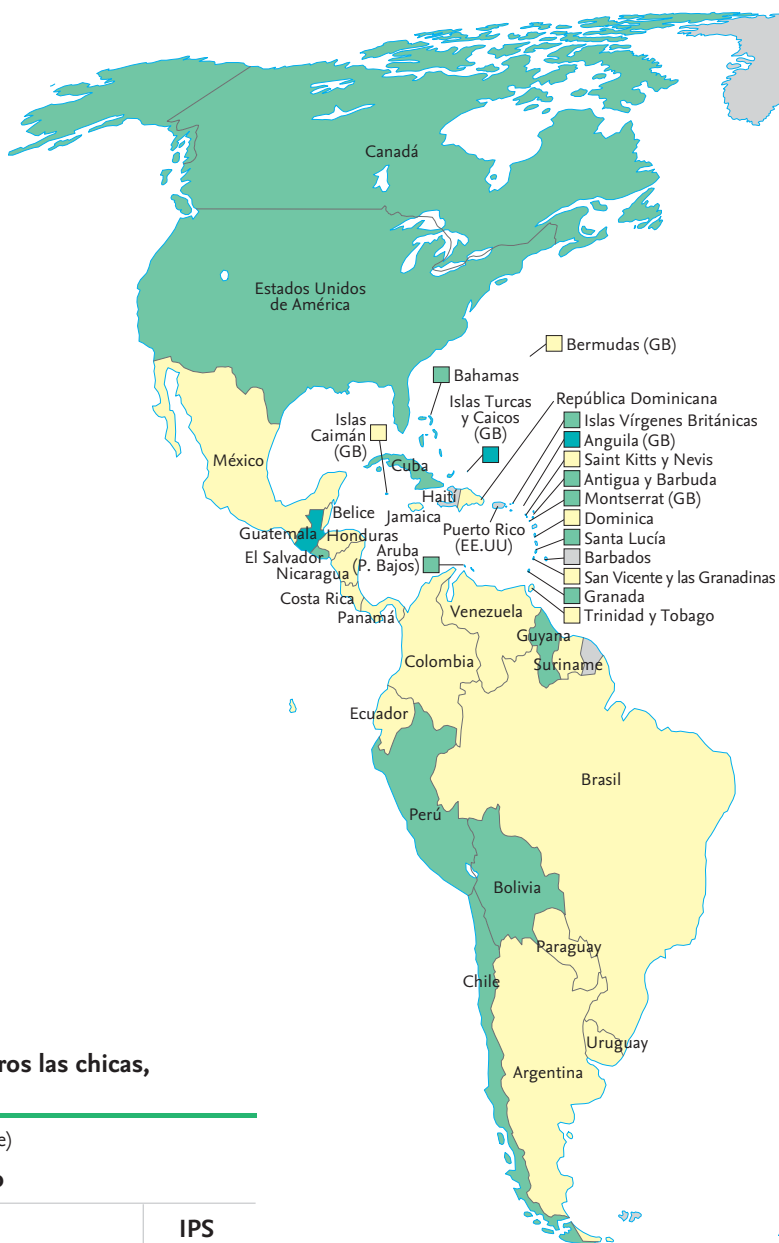 Canadá
Estados Unidos
de América
Bermudas (GB)
Bahamas
República Dominicana
Islas Turcas
y Caicos
(GB)
Islas
Caimán
(GB)
Islas Vírgenes Británicas
Anguila (GB)
Saint Kitts y Nevis
Antigua y Barbuda
Montserrat (GB)
Dominica
Santa Lucía
Barbados
San Vicente y las Granadinas
Granada
Trinidad y Tobago
México
Cuba
Haití
Jamaica
Puerto Rico
(EE.UU)
Belice
Guatemala
Honduras
El Salvador
Nicaragua
Aruba
(P. Bajos)
Costa Rica
Panamá
Venezuela
Guyana
Suriname
Colombia
Ecuador
Brasil
Perú
Bolivia
Paraguay
Chile
Uruguay
Argentina
ros las chicas,
e)
o
IPS